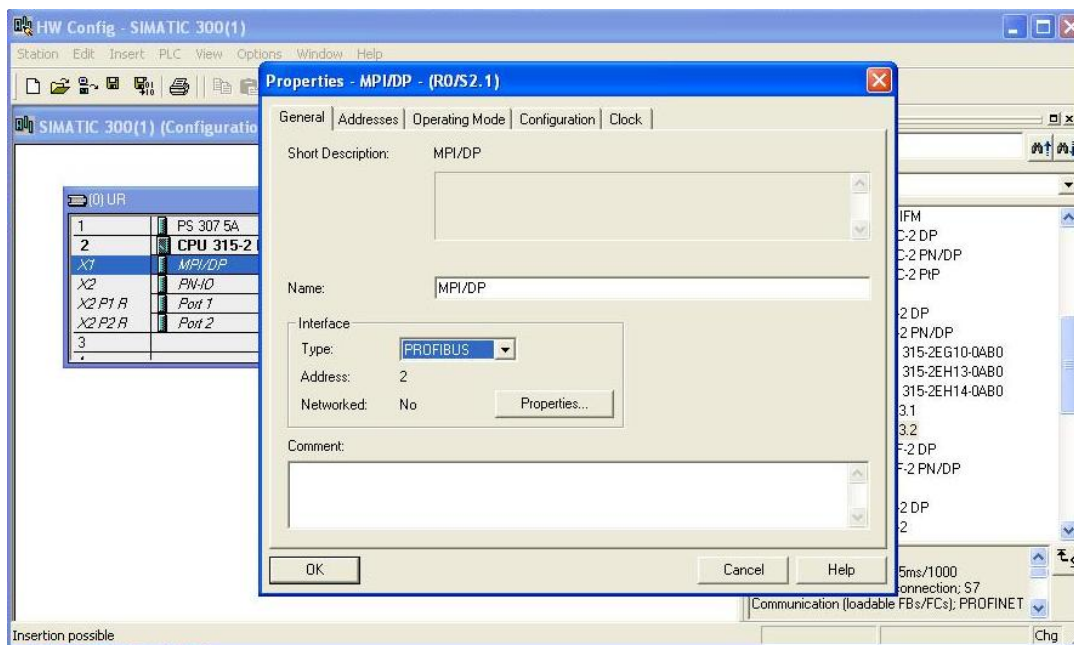 HW Config - SIMATIC 300(1)
Station Edit Insert PLC View Options Window Help
SIMATIC 300(1) (Configuratio
(0) UR
1 PS 307 5A
2 CPU 315-2
X1 MPI/DP
X2 PN-IO
X2 P1 R Port 1
X2 P2 R Port 2
3
Properties - MPI/DP - (R0/S2.1)
General Addresses Operating Mode Configuration Clock
Short Description: MPI/DP
Name: MPI/DP
Interface
Type: PROFIBUS
Address: 2
Networked: No Properties...
Comment:
OK Cancel Help
IFM
C-2 DP
C-2 PN/DP
C-2 PtP
-2 DP
-2 PN/DP
315-2EG10-0AB0
315-2EH13-0AB0
315-2EH14-0AB0
3.1
3.2
F-2 DP
F-2 PN/DP
-2 DP
-2
5ms/1000
connection; S7
Communication (loadable FBs/FCs); PROFINET
Insertion possible Chg